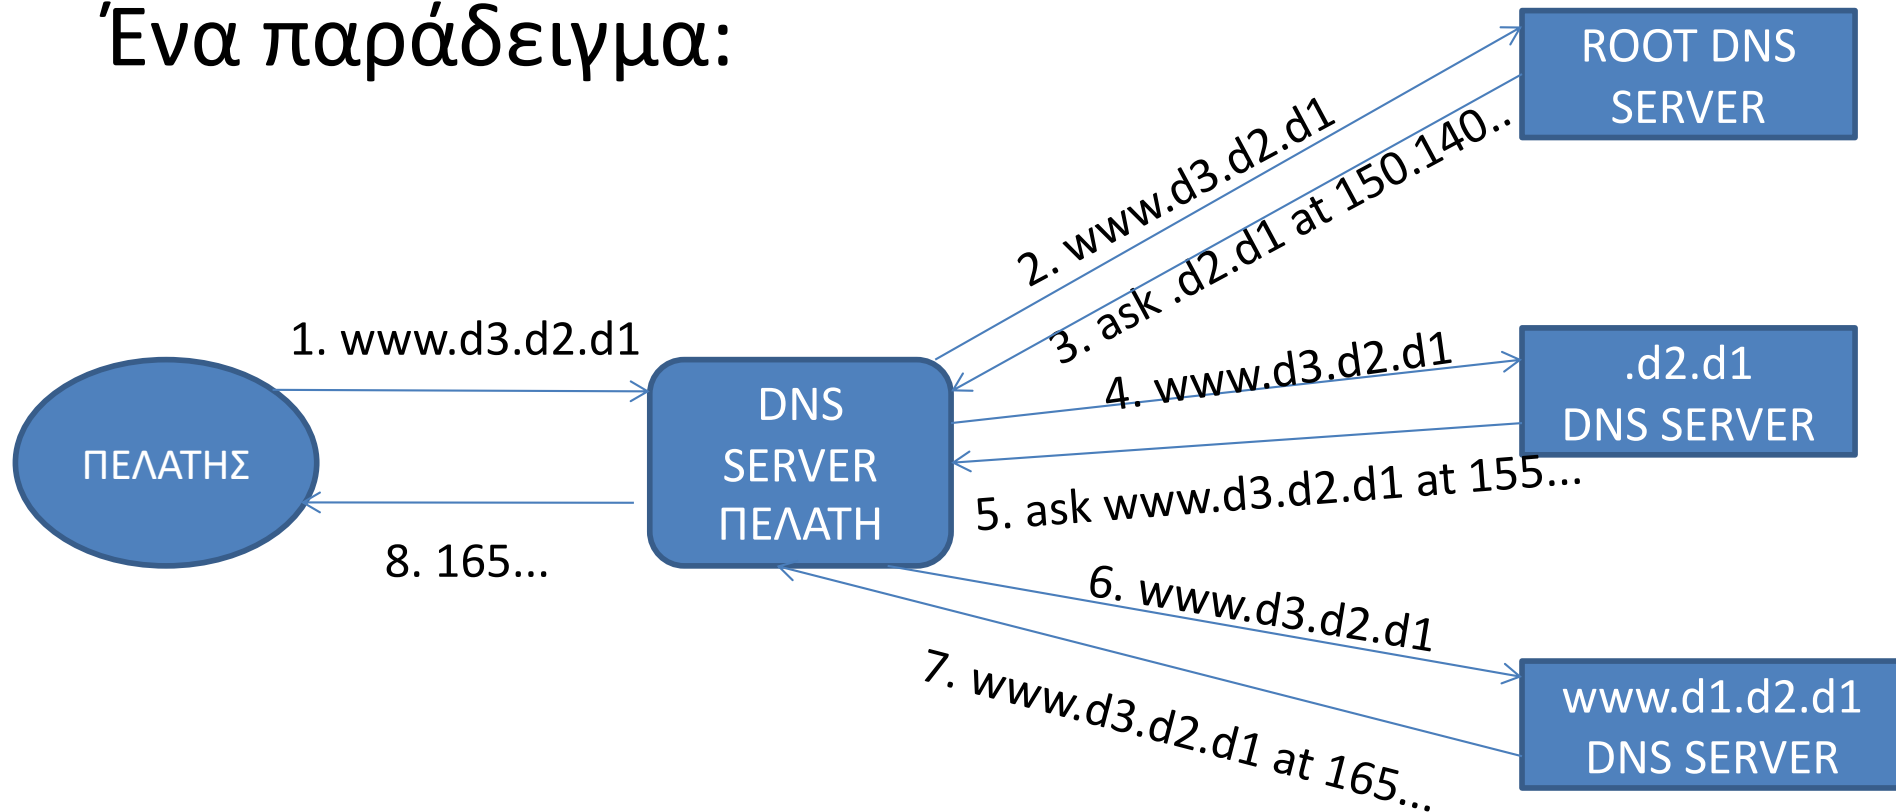 Ένα παράδειγμα:
ROOT DNS
SERVER
2. www.d3.d2.d1
3. ask .d2.d1 at 150.140..
1. www.d3.d2.d1
4. www.d3.d2.d1
.d2.d1
DNS SERVER
ΠΕΛΑΤΗΣ
DNS
SERVER
ΠΕΛΑΤΗ
5. ask www.d3.d2.d1 at 155...
8. 165...
6. www.d3.d2.d1
7. www.d3.d2.d1 at 165...
www.d1.d2.d1
DNS SERVER